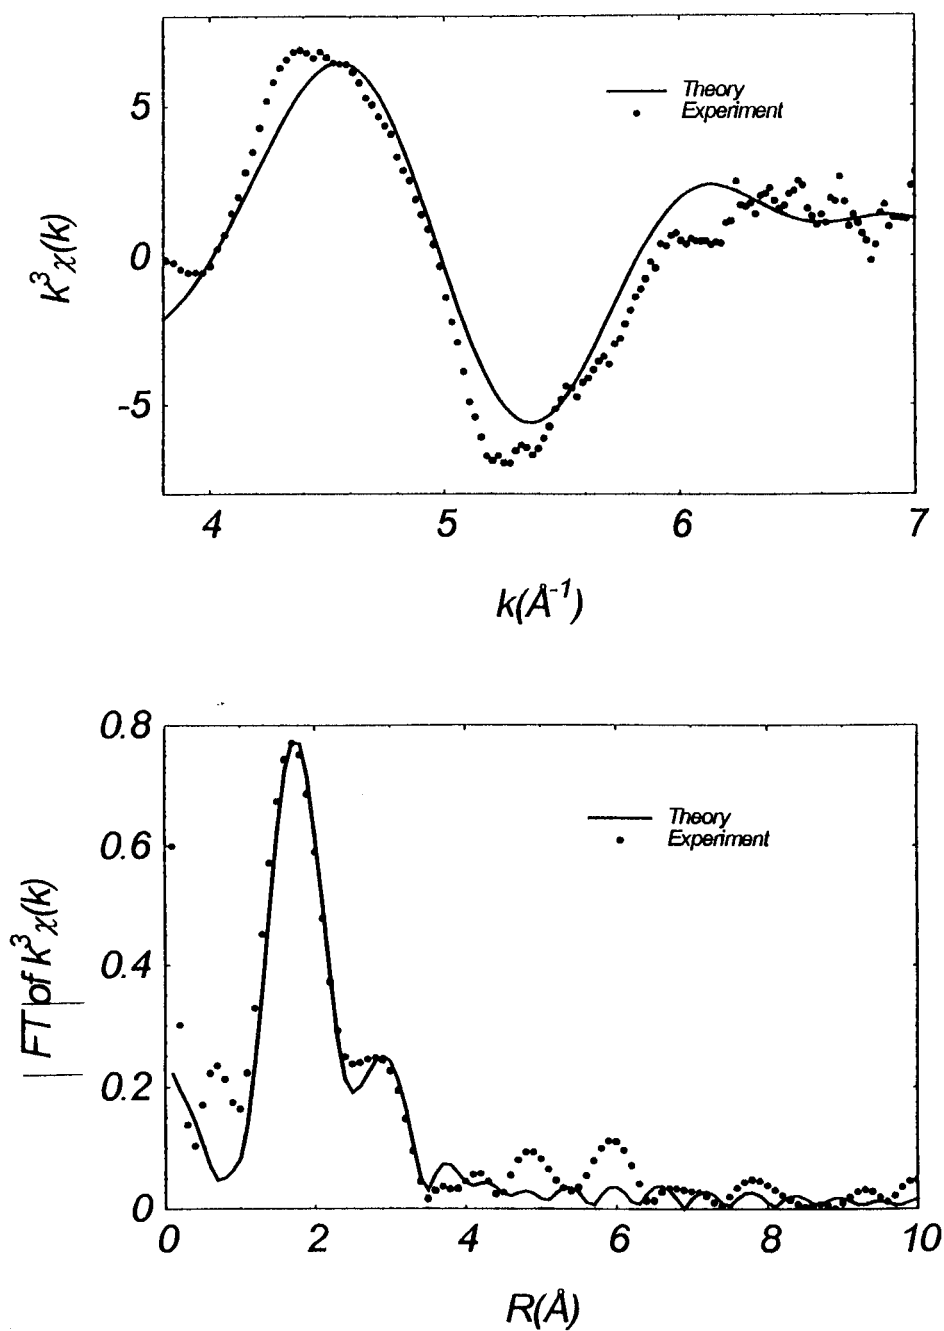 5
0
-5
k³χ(k)
Theory
Experiment
4
5
6
7
k(Å⁻¹)
0.8
0.6
0.4
0.2
0
| FT | of k³χ(k)
Theory
Experiment
0
2
4
6
8
10
R(Å)